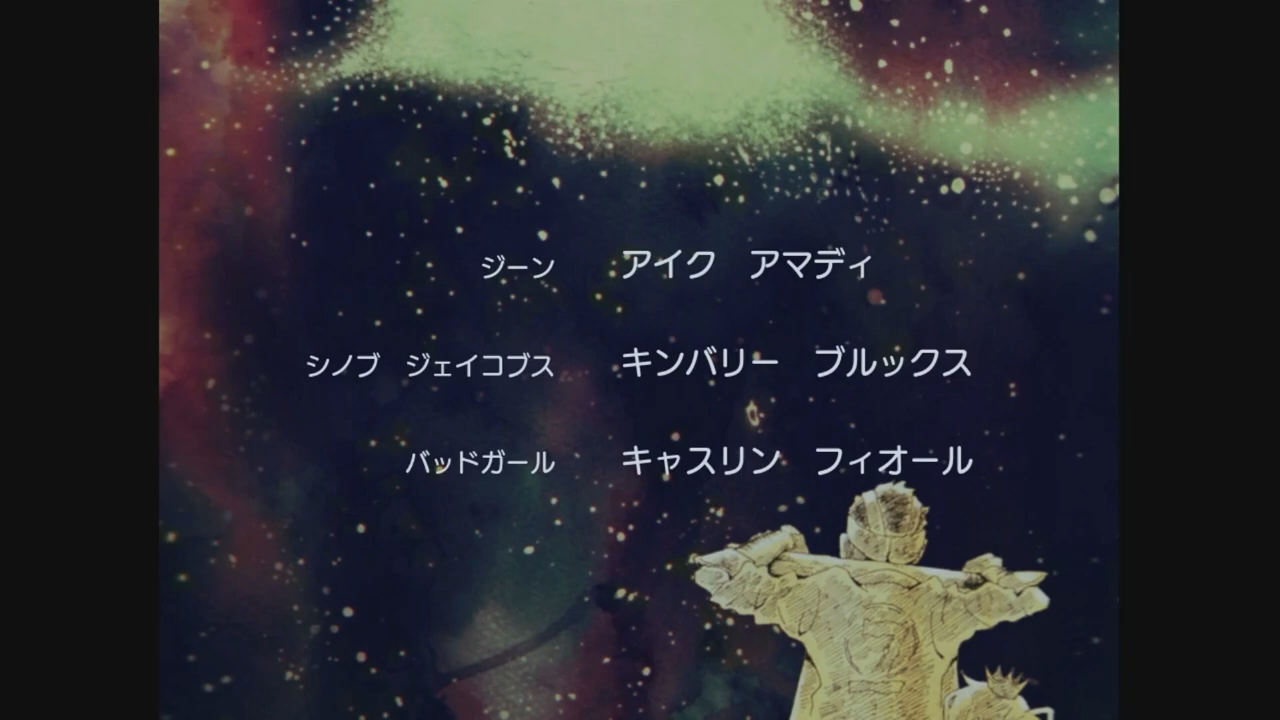 ジーン　アイク　アマディ
シノブ　ジェイコブス　キンバリー　ブルックス
バッドガール　キャスリン　フィオール